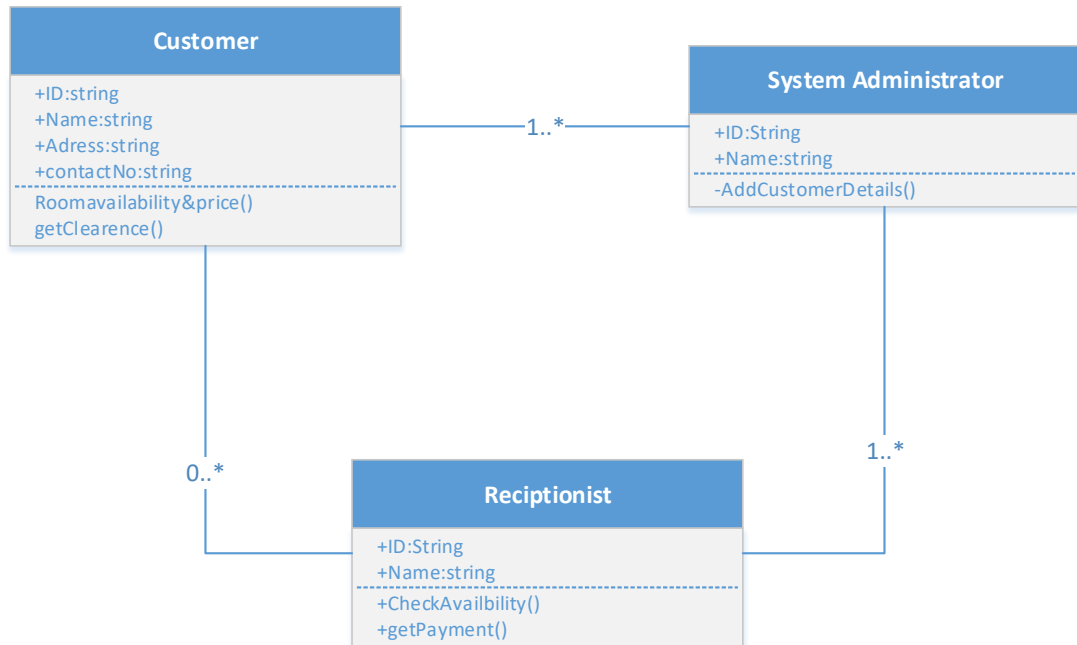 Customer
+ID:string
+Name:string
+Adress:string
+contactNo:string
Roomavailability&price()
getClearence()
1..*
System Administrator
+ID:String
+Name:string
-AddCustomerDetails()
0..*
1..*
Reciptionist
+ID:String
+Name:string
+CheckAvailbility()
+getPayment()